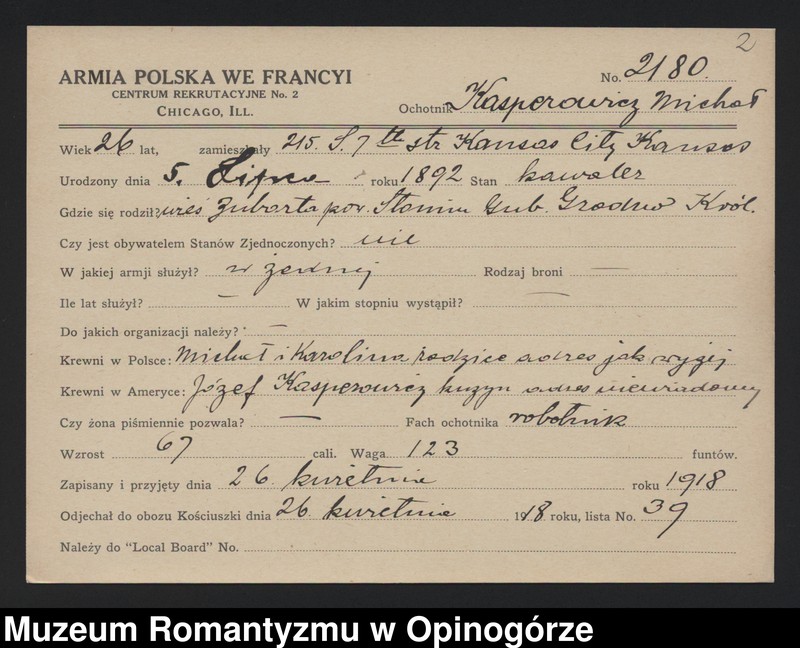 2
ARMIA POLSKA WE FRANCYI
CENTRUM REKRUTACYJNE No. 2
CHICAGO, ILL.
No. 2180.
Ochotnik Kasperowicz Michał
Wiek 26 lat, zamieszkały 215. S. 7th str Kansas City Kansas
Urodzony dnia 5. Lipca roku 1892 Stan kawaler
Gdzie się rodził? wieś Zubarta pow. Słonim Gub. Grodno Król.
Czy jest obywatelem Stanów Zjednoczonych? nie
W jakiej armji służył? w żadnej Rodzaj broni —
Ile lat służył? — W jakim stopniu wystąpił? —
Do jakich organizacji należy? —
Krewni w Polsce: Michał i Karolina rodzice adres jak wyżej
Krewni w Ameryce: Józef Kasperowicz kuzyn adres niewiadomy
Czy żona piśmiennie pozwala? — Fach ochotnika robotnik
Wzrost 67 cali. Waga 123 funtów.
Zapisany i przyjęty dnia 26. kwietnia roku 1918
Odjechał do obozu Kościuszki dnia 26. kwietnia 1918 roku, lista No. 39
Należy do "Local Board" No.
Muzeum Romantyzmu w Opinogórze